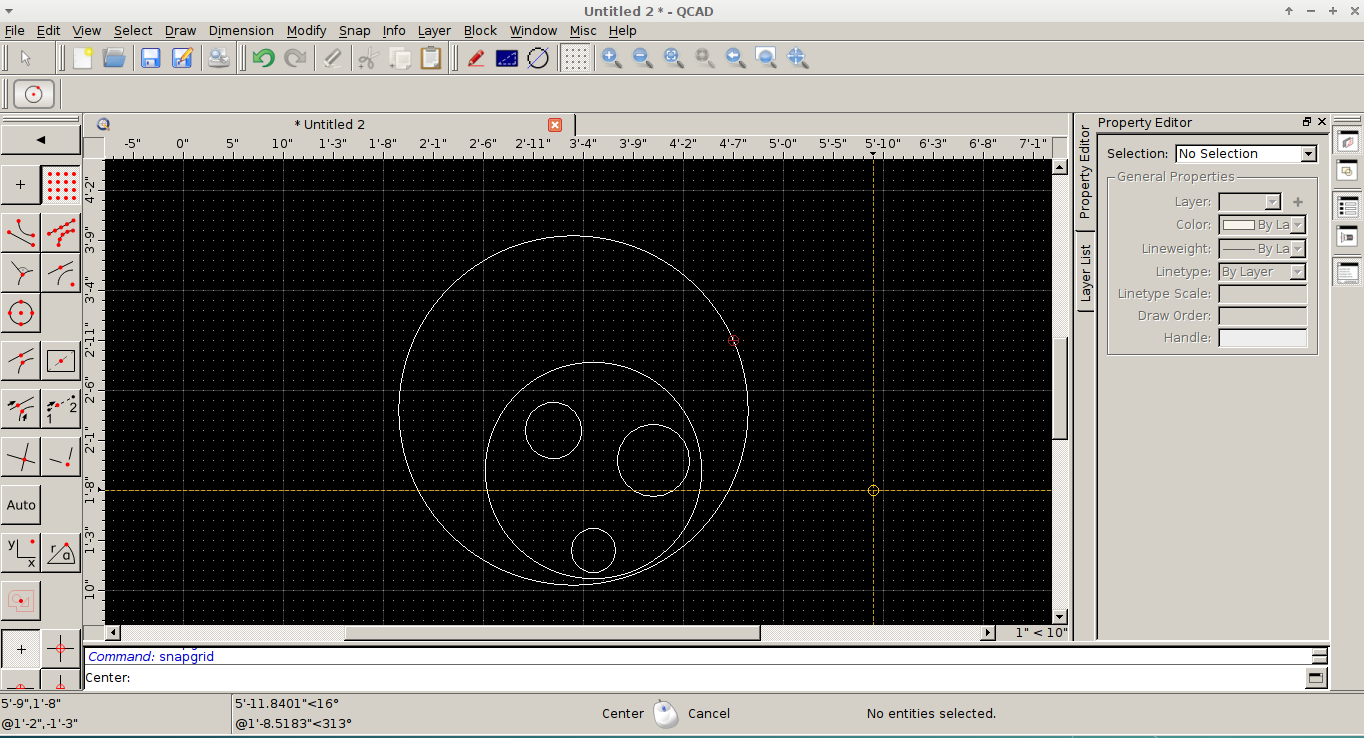 Untitled 2 * - QCAD
File Edit View Select Draw Dimension Modify Snap Info Layer Block Window Misc Help
* Untitled 2
-5" 0" 5" 10" 1'-3" 1'-8" 2'-1" 2'-6" 2'-11" 3'-4" 3'-9" 4'-2" 4'-7" 5'-0" 5'-5" 5'-10" 6'-3" 6'-8" 7'-1"
4'-2"
3'-9"
3'-4"
2'-11"
2'-6"
2'-1"
1'-8"
1'-3"
10"
1 2
Auto
y x r a
1" < 10"
Property Editor
Layer List
Property Editor
Selection: No Selection
General Properties
Layer:
Color: By La
Lineweight: By La
Linetype: By Layer
Linetype Scale:
Draw Order:
Handle:
Command: snapgrid
Center:
5'-9",1'-8"
@1'-2",-1'-3"
5'-11.8401"<16°
@1'-8.5183"<313°
Center Cancel
No entities selected.